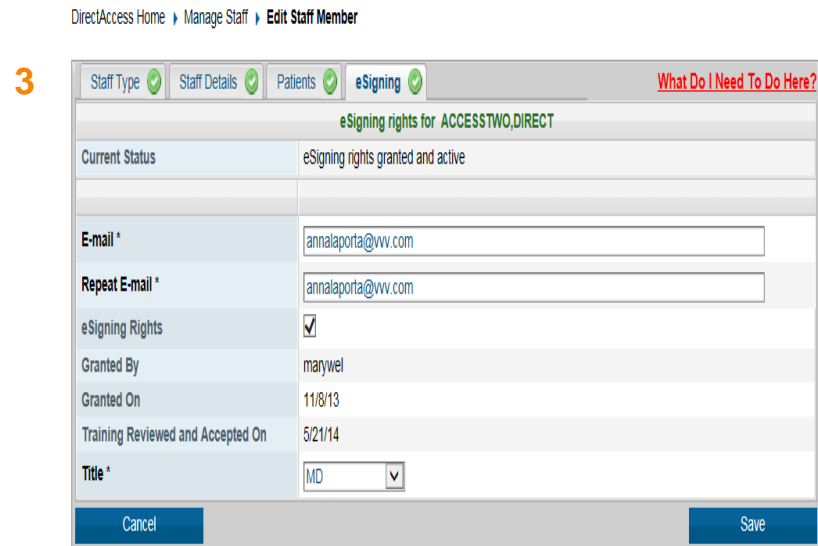 DirectAccess Home Manage Staff Edit Staff Member
3
Staff Type Staff Details Patients eSigning What Do I Need To Do Here?
eSigning rights for ACCESSTWO,DIRECT
Current Status eSigning rights granted and active
E-mail * annalaporta@vvv.com
Repeat E-mail * annalaporta@vvv.com
eSigning Rights
Granted By marywel
Granted On 11/8/13
Training Reviewed and Accepted On 5/21/14
Title * MD
Cancel Save